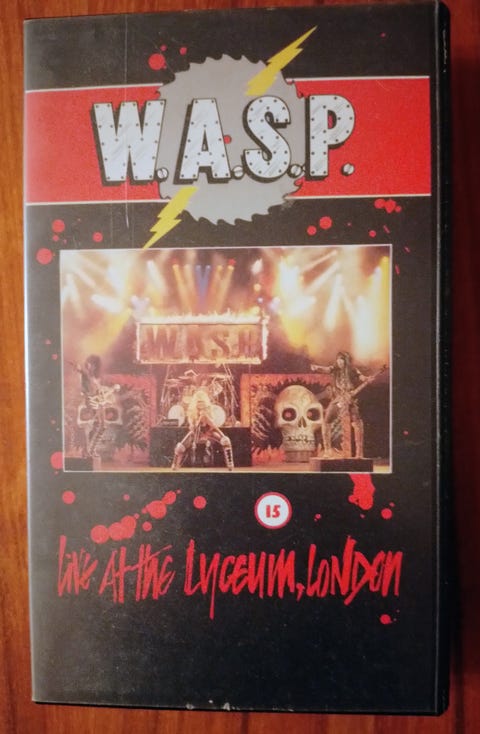 W.A.S.P.
W.A.S.P.
15
Live At the Lyceum, London